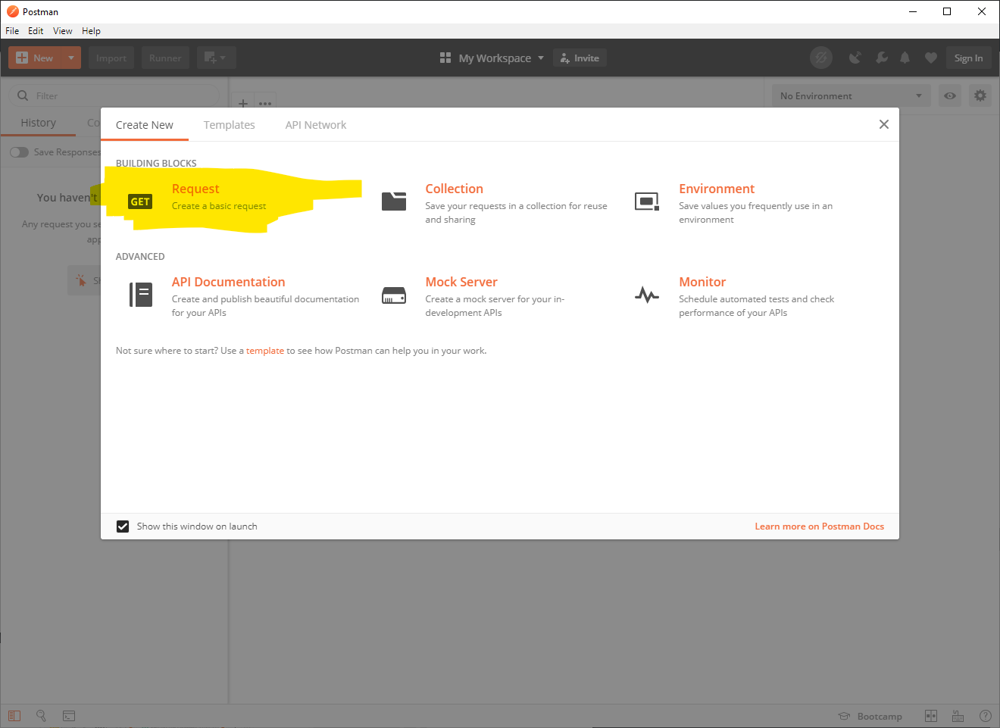 Postman
File Edit View Help
New Import Runner My Workspace Invite Sign In
Filter
No Environment
History Co
Create New Templates API Network
Save Responses
BUILDING BLOCKS
You haven't
GET
Request
Create a basic request
Collection
Save your requests in a collection for reuse
and sharing
Environment
Save values you frequently use in an
environment
Any request you se
app
ADVANCED
API Documentation
Create and publish beautiful documentation
for your APIs
Mock Server
Create a mock server for your in-
development APIs
Monitor
Schedule automated tests and check
performance of your APIs
Not sure where to start? Use a template to see how Postman can help you in your work.
Show this window on launch
Learn more on Postman Docs
Bootcamp